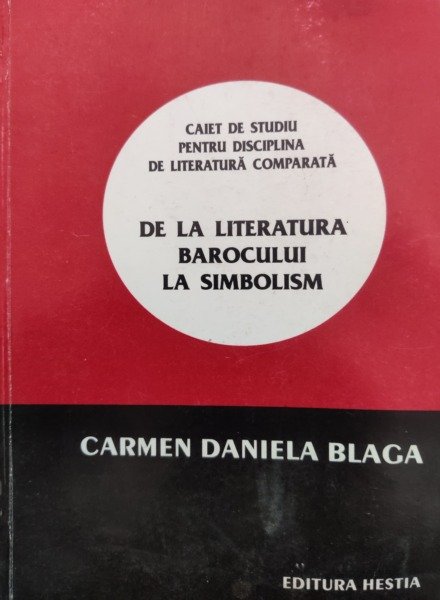 CAIET DE STUDIU
PENTRU DISCIPLINA
DE LITERATURĂ COMPARATĂ
DE LA LITERATURA
BAROCULUI
LA SIMBOLISM
CARMEN DANIELA BLAGA
EDITURA HESTIA